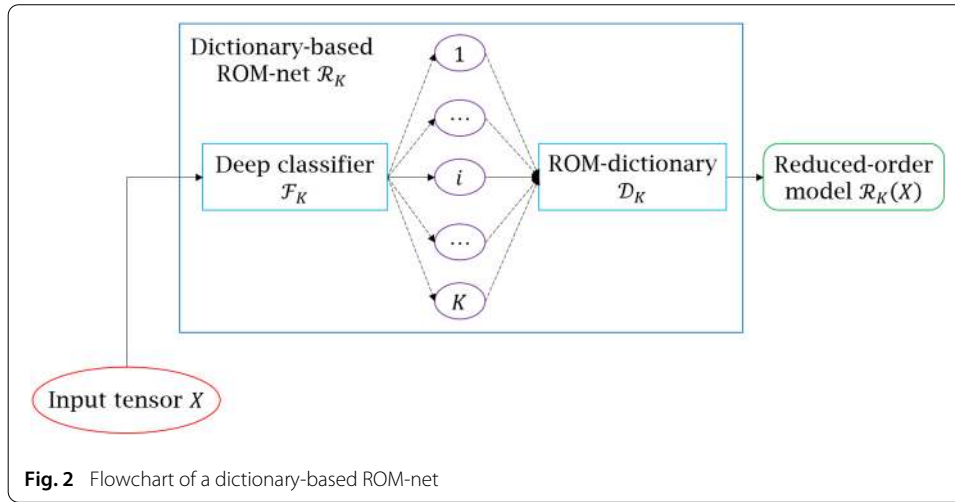 Dictionary-based
ROM-net ℛ_K
1
...
Deep classifier
ℱ_K
i
ROM-dictionary
𝒟_K
Reduced-order
model ℛ_K(X)
...
K
Input tensor X
Fig. 2 Flowchart of a dictionary-based ROM-net